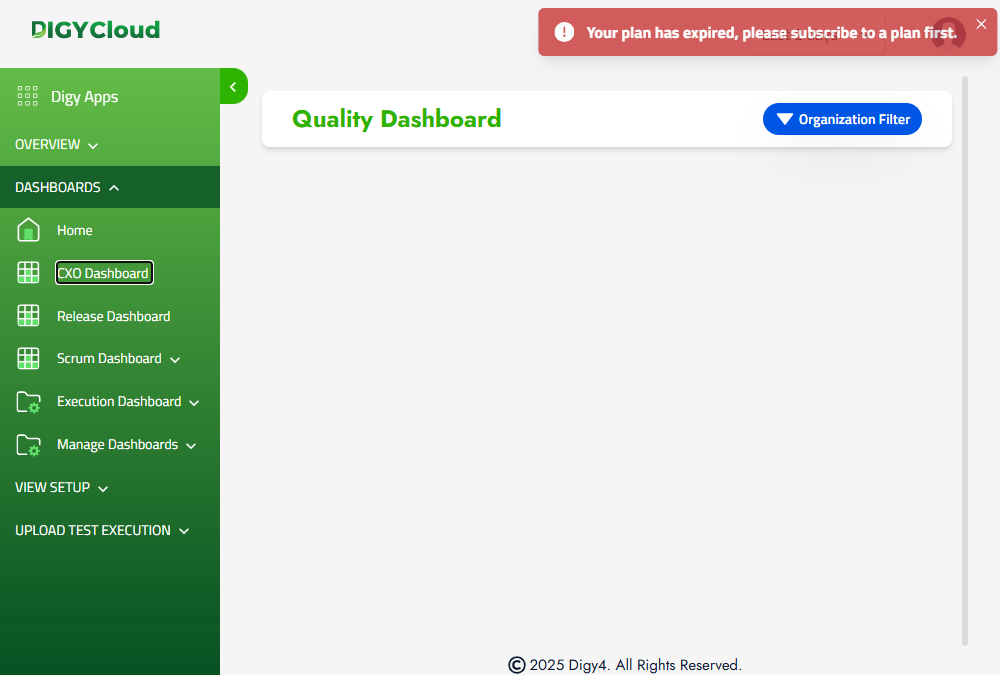 DIGYCloud
Your plan has expired, please subscribe to a plan first.
Digy Apps
OVERVIEW
DASHBOARDS
Home
CXO Dashboard
Release Dashboard
Scrum Dashboard
Execution Dashboard
Manage Dashboards
VIEW SETUP
UPLOAD TEST EXECUTION
Quality Dashboard
Organization Filter
© 2025 Digy4. All Rights Reserved.